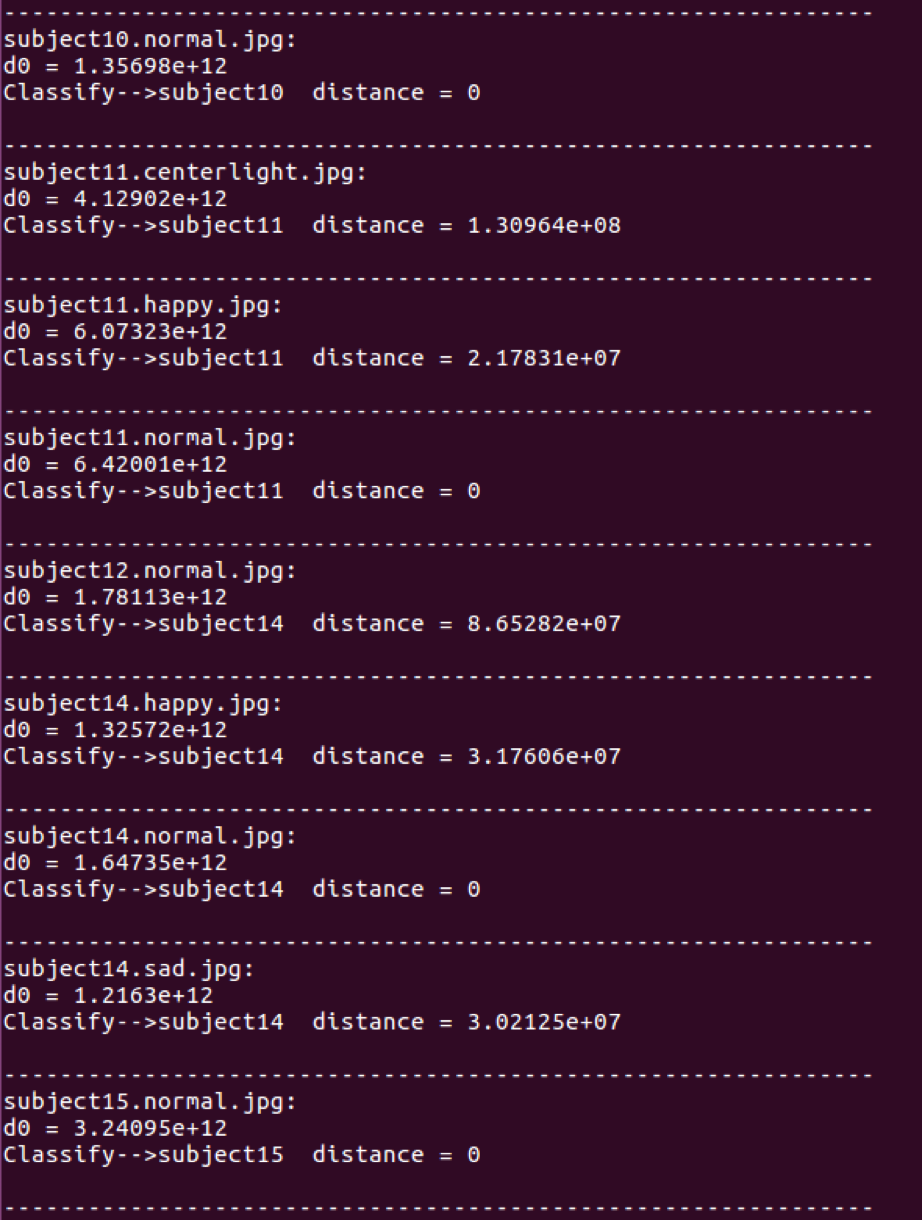 --------------------------------------------------------------
subject10.normal.jpg:
d0 = 1.35698e+12
Classify-->subject10  distance = 0
--------------------------------------------------------------
subject11.centerlight.jpg:
d0 = 4.12902e+12
Classify-->subject11  distance = 1.30964e+08
--------------------------------------------------------------
subject11.happy.jpg:
d0 = 6.07323e+12
Classify-->subject11  distance = 2.17831e+07
--------------------------------------------------------------
subject11.normal.jpg:
d0 = 6.42001e+12
Classify-->subject11  distance = 0
--------------------------------------------------------------
subject12.normal.jpg:
d0 = 1.78113e+12
Classify-->subject14  distance = 8.65282e+07
--------------------------------------------------------------
subject14.happy.jpg:
d0 = 1.32572e+12
Classify-->subject14  distance = 3.17606e+07
--------------------------------------------------------------
subject14.normal.jpg:
d0 = 1.64735e+12
Classify-->subject14  distance = 0
--------------------------------------------------------------
subject14.sad.jpg:
d0 = 1.2163e+12
Classify-->subject14  distance = 3.02125e+07
--------------------------------------------------------------
subject15.normal.jpg:
d0 = 3.24095e+12
Classify-->subject15  distance = 0
--------------------------------------------------------------